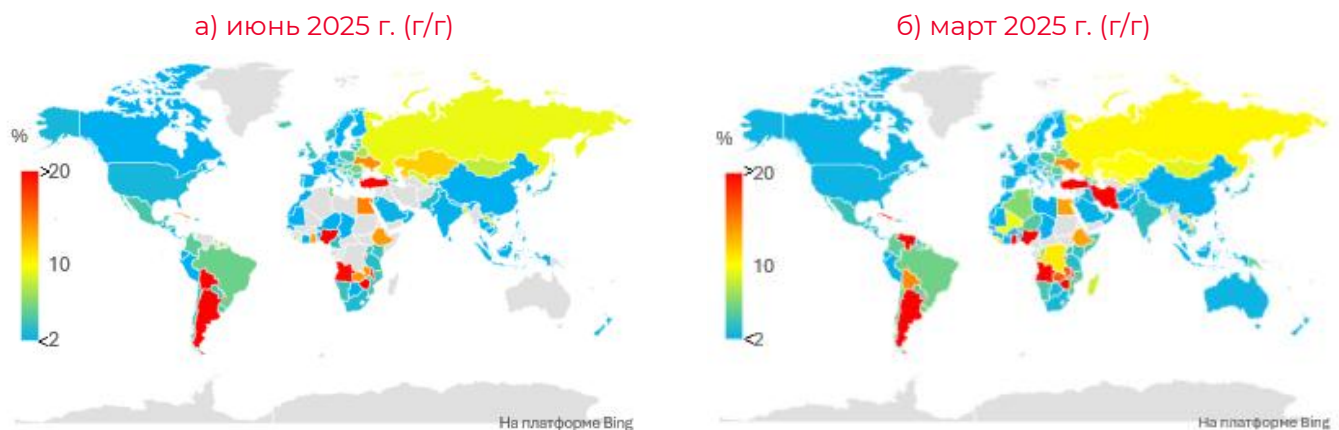 а) июнь 2025 г. (г/г)
%
>20
10
<2
На платформе Bing
б) март 2025 г. (г/г)
%
>20
10
<2
На платформе Bing